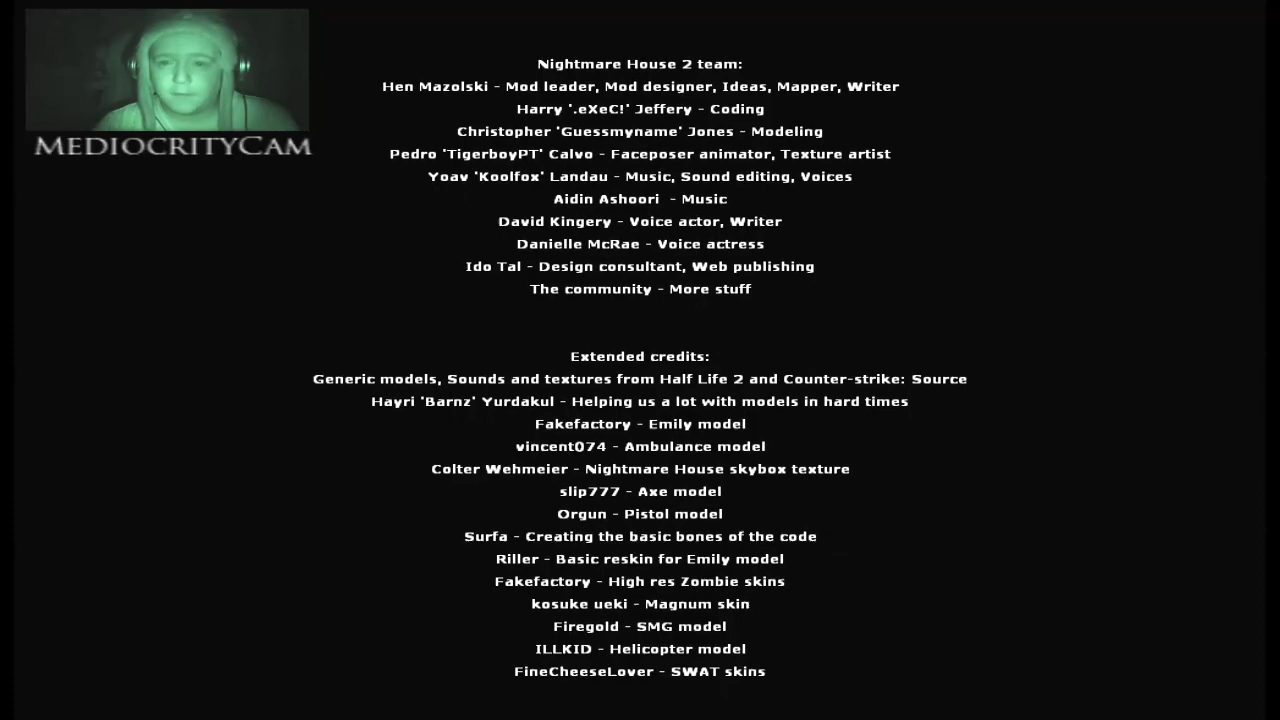 MEDIOCRITYCAM
Nightmare House 2 team:
Hen Mazolski - Mod leader, Mod designer, Ideas, Mapper, Writer
Harry '.eXeC!' Jeffery - Coding
Christopher 'Guessmyname' Jones - Modeling
Pedro 'TigerboyPT' Calvo - Faceposer animator, Texture artist
Yoav 'Koolfox' Landau - Music, Sound editing, Voices
Aidin Ashoori - Music
David Kingery - Voice actor, Writer
Danielle McRae - Voice actress
Ido Tal - Design consultant, Web publishing
The community - More stuff
Extended credits:
Generic models, Sounds and textures from Half Life 2 and Counter-strike: Source
Hayri 'Barnz' Yurdakul - Helping us a lot with models in hard times
Fakefactory - Emily model
vincent074 - Ambulance model
Colter Wehmeier - Nightmare House skybox texture
slip777 - Axe model
Orgun - Pistol model
Surfa - Creating the basic bones of the code
Riller - Basic reskin for Emily model
Fakefactory - High res Zombie skins
kosuke ueki - Magnum skin
Firegold - SMG model
ILLKID - Helicopter model
FineCheeseLover - SWAT skins